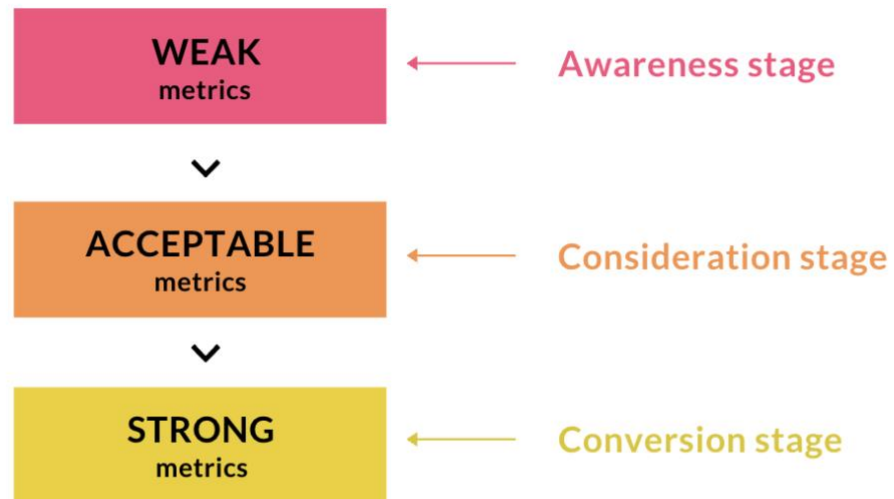 WEAK
metrics
Awareness stage
ACCEPTABLE
metrics
Consideration stage
STRONG
metrics
Conversion stage